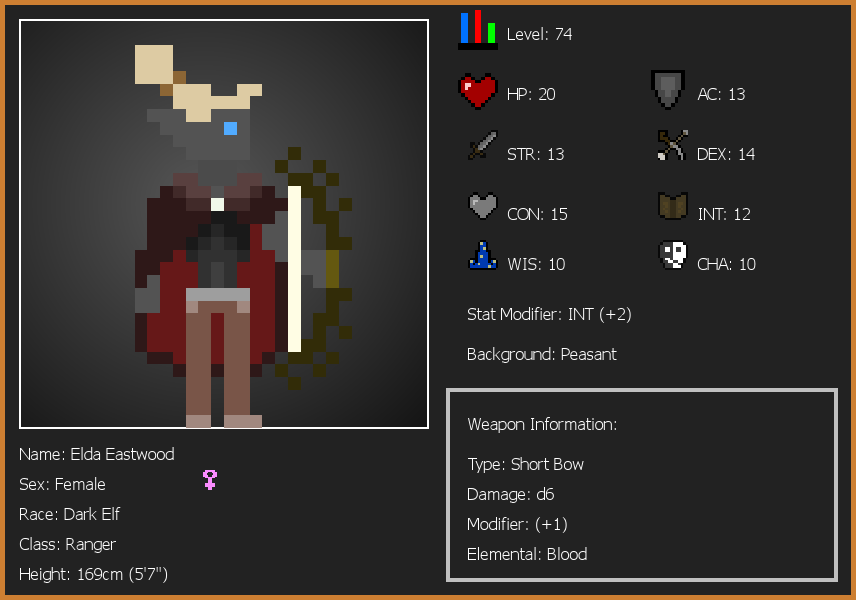 Level: 74
HP: 20
AC: 13
STR: 13
DEX: 14
CON: 15
INT: 12
WIS: 10
CHA: 10
Stat Modifier: INT (+2)
Background: Peasant
Weapon Information:
Type: Short Bow
Damage: d6
Modifier: (+1)
Elemental: Blood
Name: Elda Eastwood
Sex: Female
Race: Dark Elf
Class: Ranger
Height: 169cm (5'7")